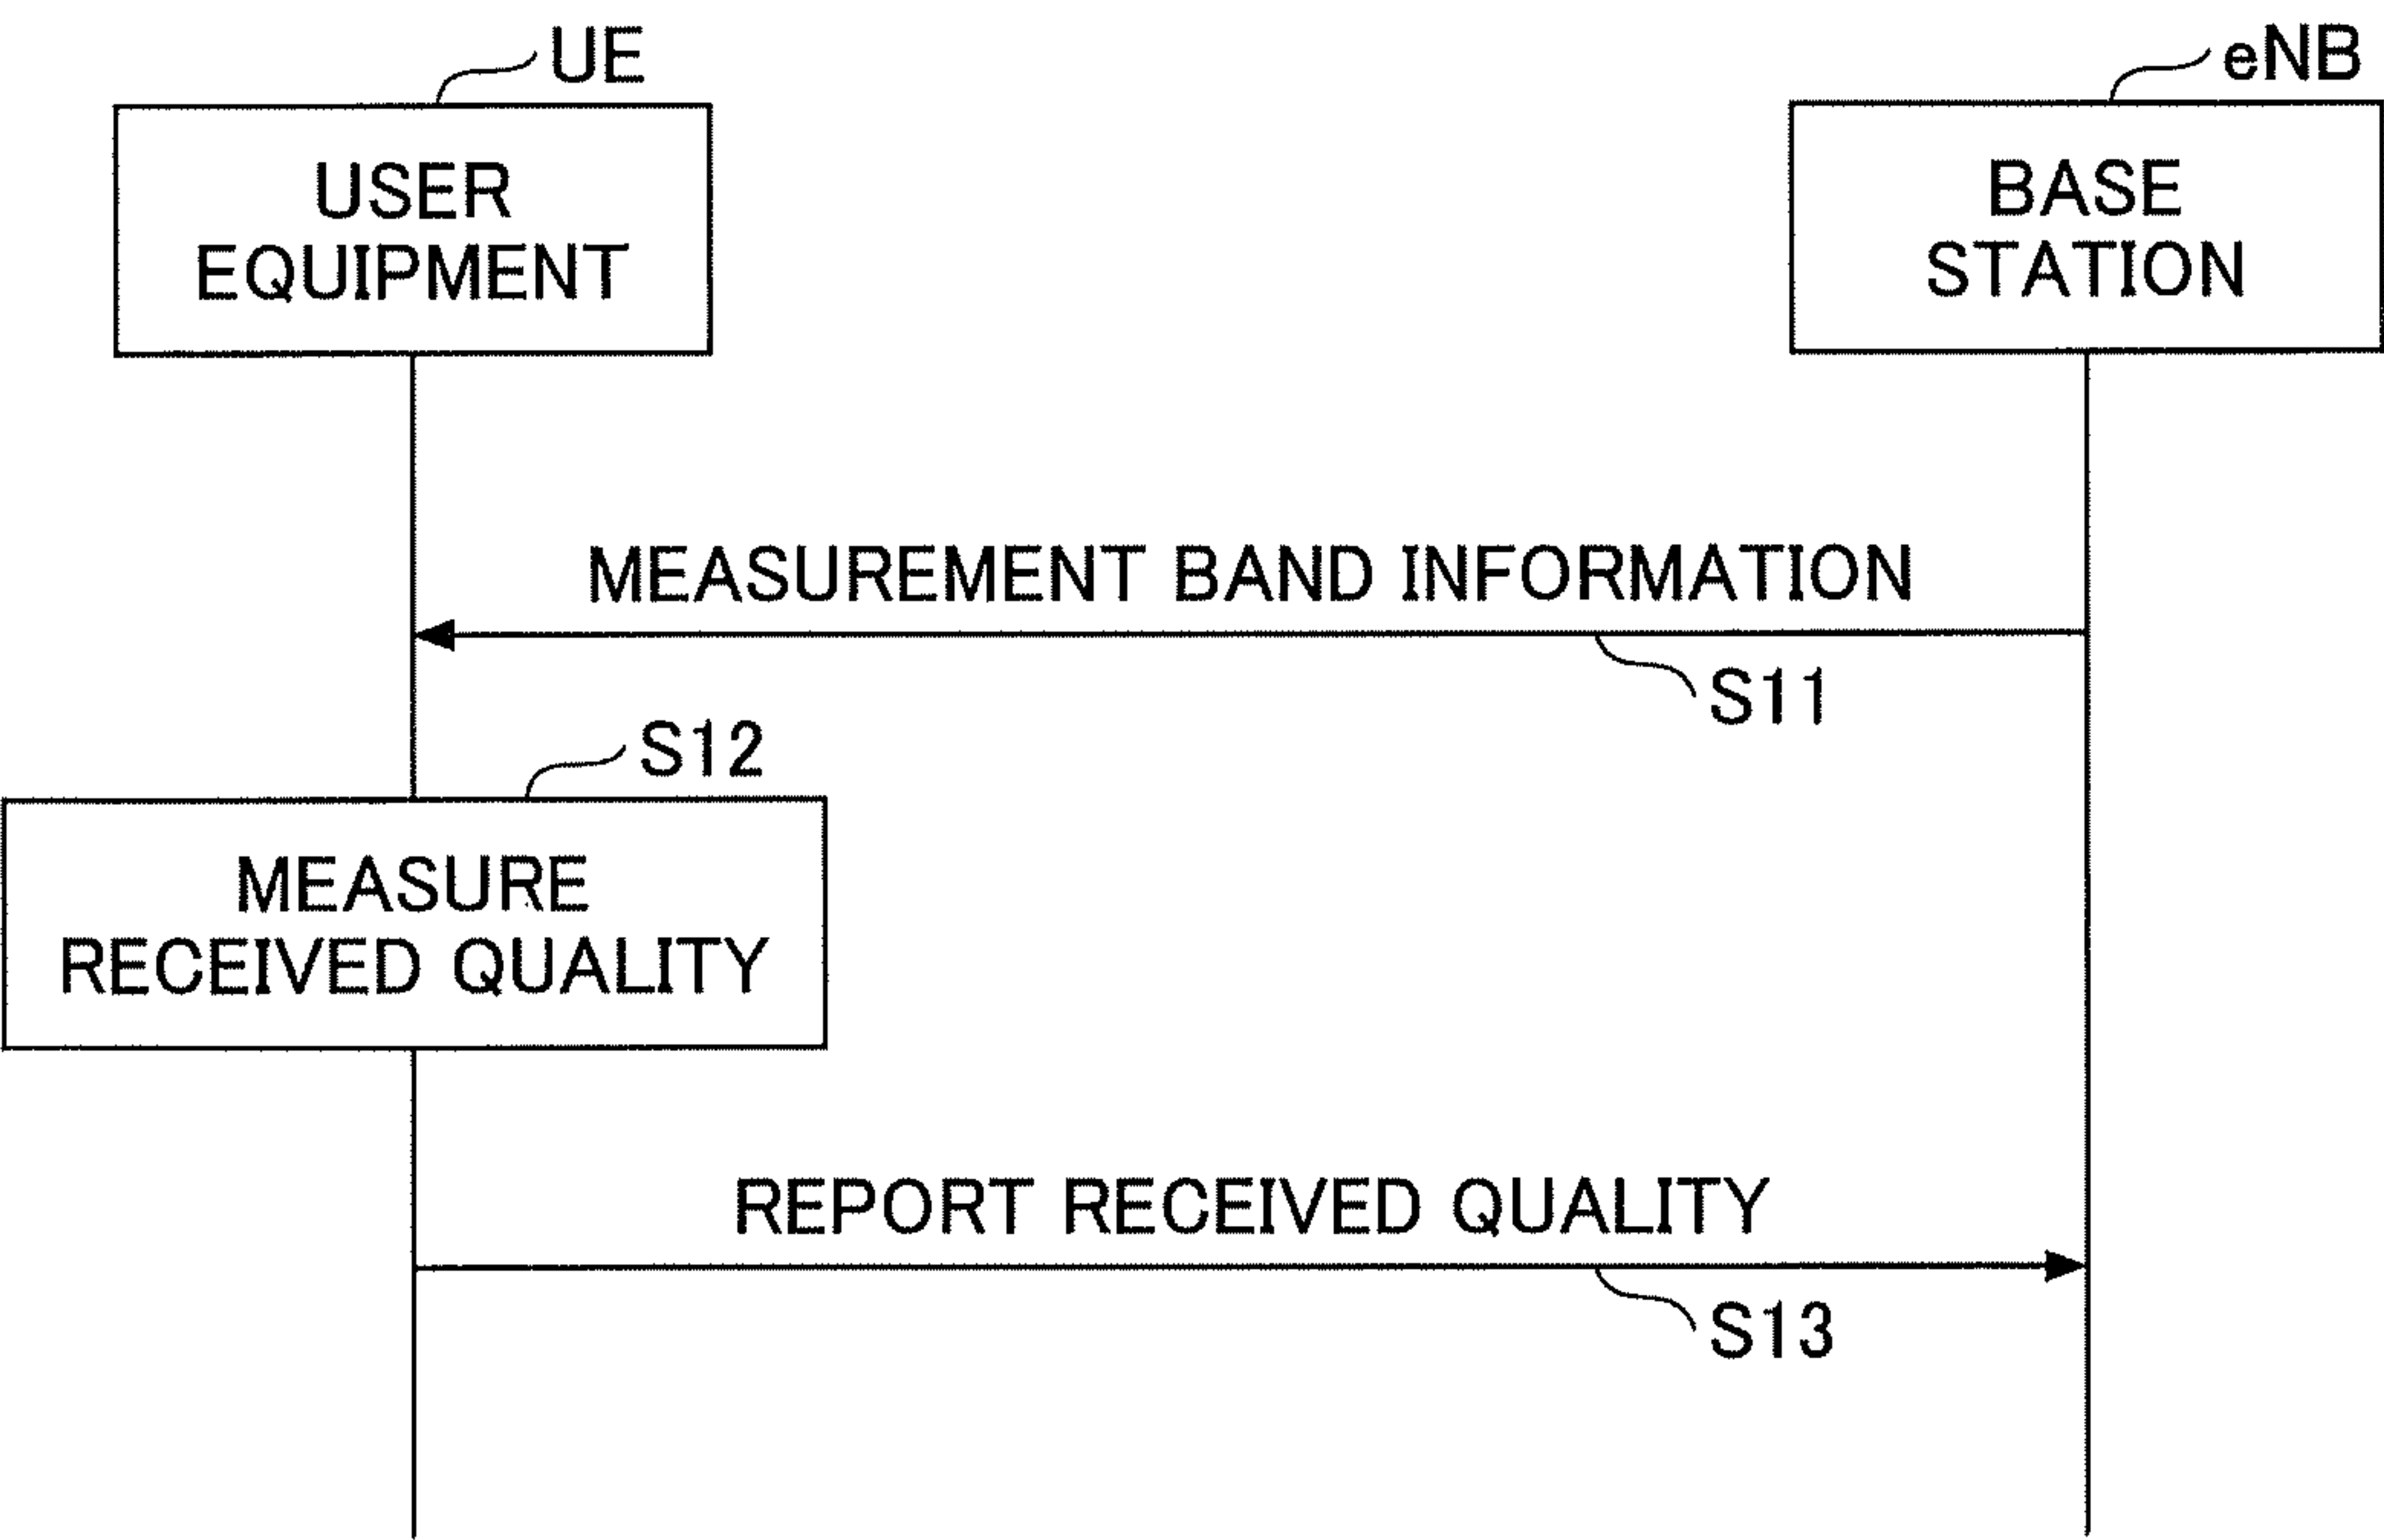 UE
eNB
USER
EQUIPMENT
BASE
STATION
MEASUREMENT BAND INFORMATION
S11
S12
MEASURE
RECEIVED QUALITY
REPORT RECEIVED QUALITY
S13